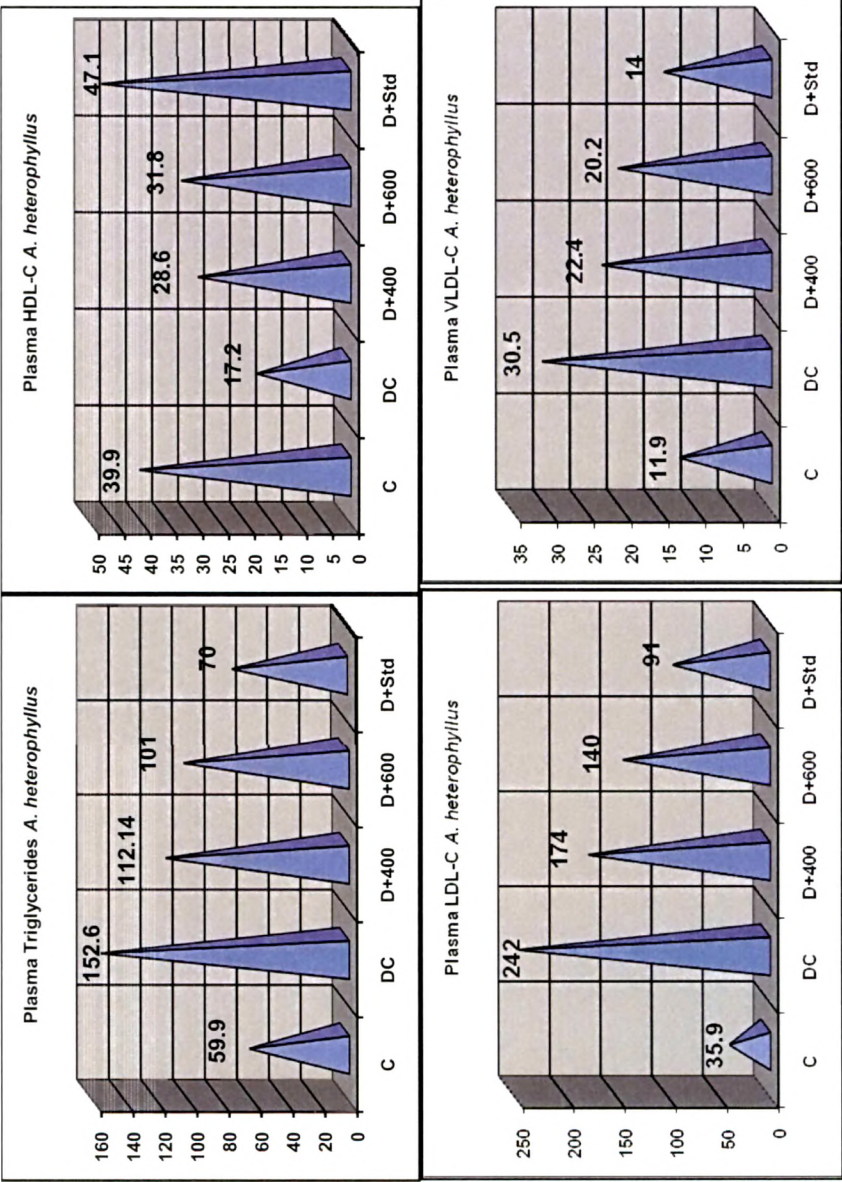 Plasma Triglycerides A. heterophyllus
160
140
120
100
80
60
40
20
0
59.9
152.6
112.14
101
70
C
DC
D+400
D+600
D+Std
Plasma HDL-C A. heterophyllus
50
45
40
35
30
25
20
15
10
5
0
39.9
17.2
28.6
31.8
47.1
C
DC
D+400
D+600
D+Std
Plasma LDL-C A. heterophyllus
250
200
150
100
50
0
35.9
242
174
140
91
C
DC
D+400
D+600
D+Std
Plasma VLDL-C A. heterophyllus
35
30
25
20
15
10
5
0
11.9
30.5
22.4
20.2
14
C
DC
D+400
D+600
D+Std